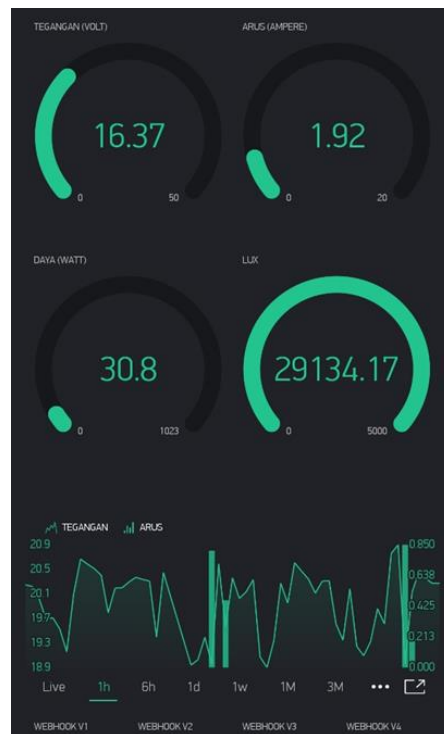 TEGANGAN (VOLT) ARUS (AMPERE)
16.37 1.92
0 50 0 20
DAYA (WATT) LUX
30.8 29134.17
0 1023 0 5000
TEGANGAN ARUS
20.9 0.850
20.5 0.638
20.1 0.425
19.7 0.213
19.3 0.000
18.9
Live 1h 6h 1d 1w 1M 3M
WEBHOOK V1 WEBHOOK V2 WEBHOOK V3 WEBHOOK V4